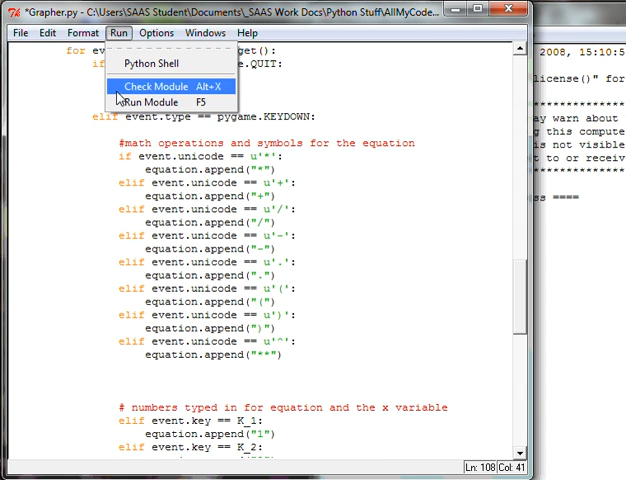 *Grapher.py - C:\Users\SAAS Student\Documents\_SAAS Work Docs\Python Stuff\AllMyCode...
File Edit Format Run Options Windows Help
for ev get():
if e.QUIT:
Python Shell
Check Module Alt+X
Run Module F5
elif event.type == pygame.KEYDOWN:
#math operations and symbols for the equation
if event.unicode == u'*':
equation.append("*")
elif event.unicode == u'+':
equation.append("+")
elif event.unicode == u'/':
equation.append("/")
elif event.unicode == u'-':
equation.append("-")
elif event.unicode == u'.':
equation.append(".")
elif event.unicode == u'(':
equation.append("(")
elif event.unicode == u')':
equation.append(")")
elif event.unicode == u'^':
equation.append("**")
# numbers typed in for equation and the x variable
elif event.key == K_1:
equation.append("1")
elif event.key == K_2:
Ln: 108 Col: 41
2008, 15:10:5
license()" for
**********************
ay warn about
g this compute
is not visible
t to or receiv
**********************
ss ====